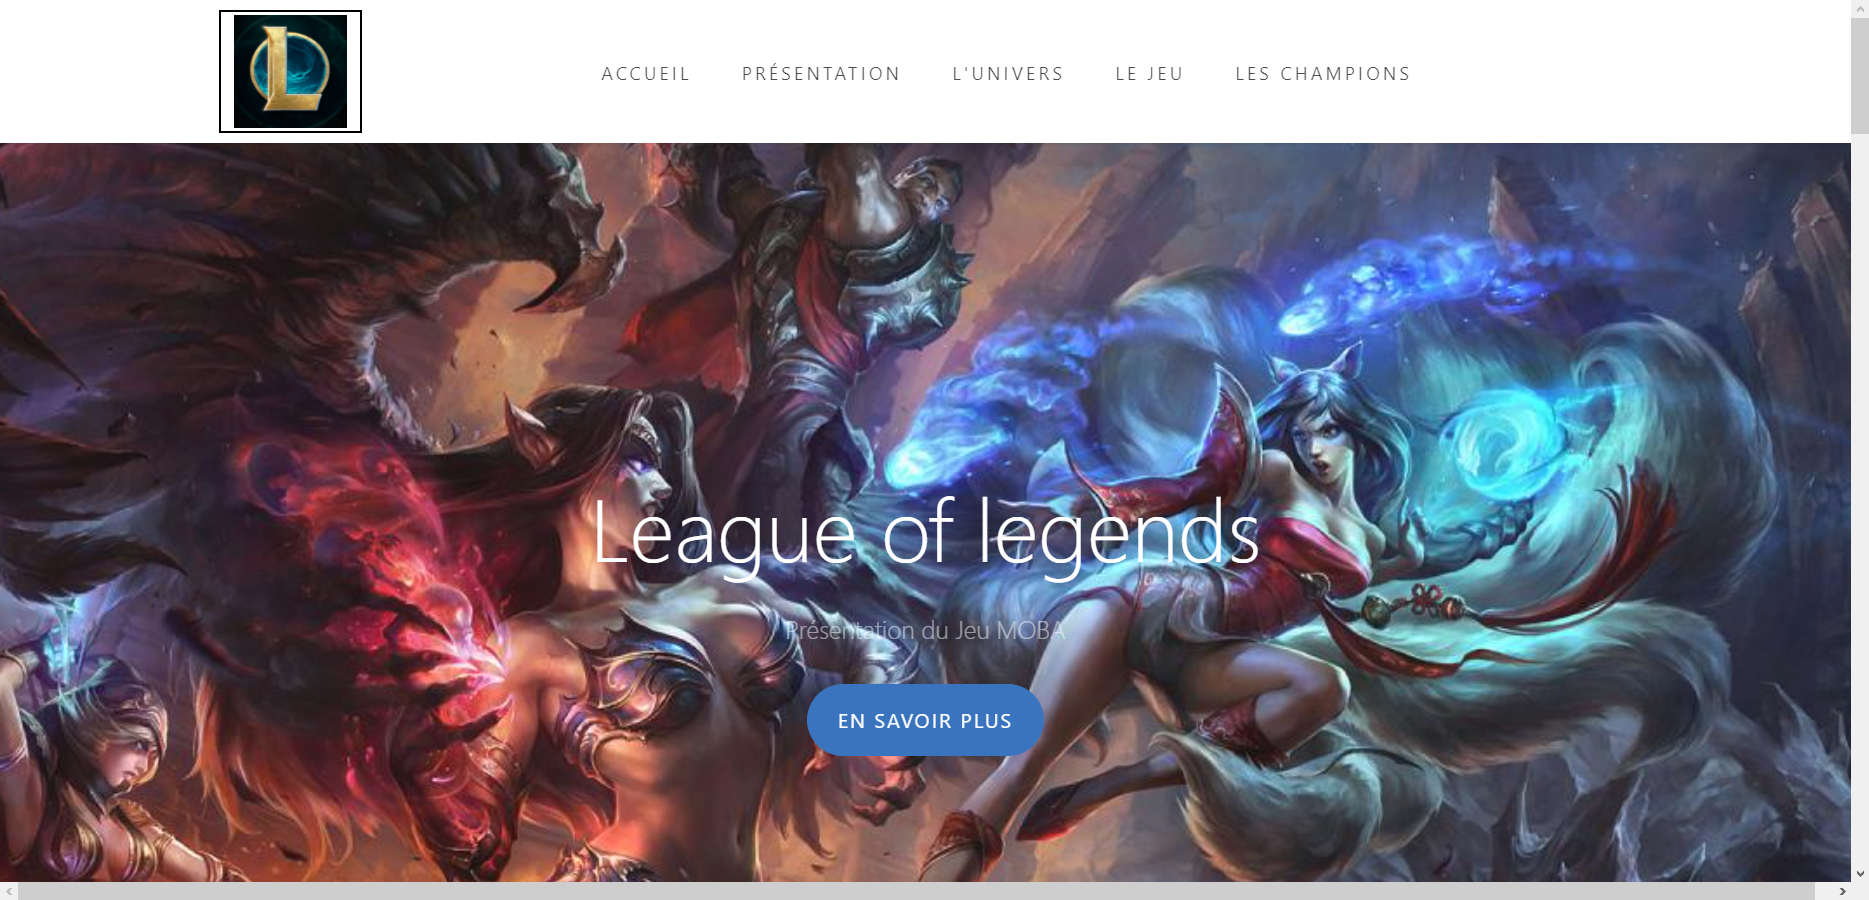 ACCUEIL PRÉSENTATION L'UNIVERS LE JEU LES CHAMPIONS
League of legends
Présentation du Jeu MOBA
EN SAVOIR PLUS